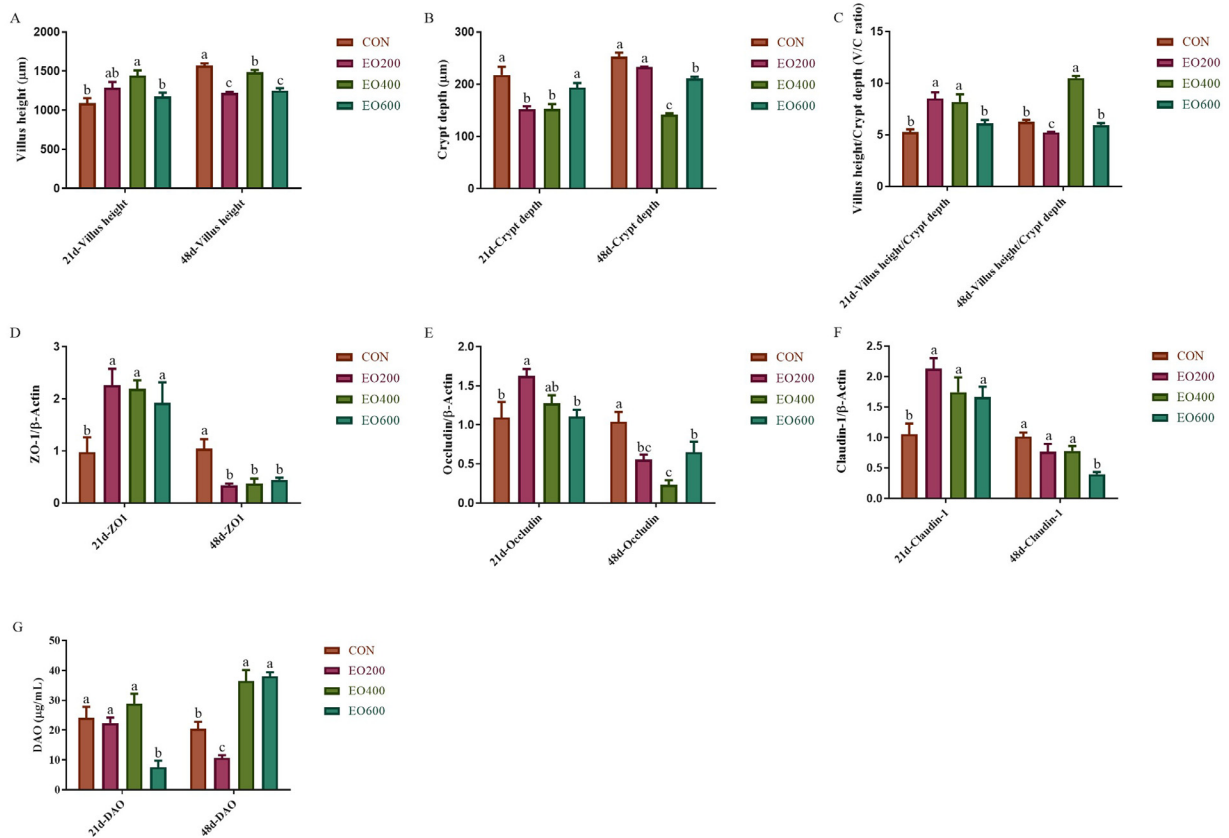 A
Villus height (μm)
2000
1500
1000
500
0
b
ab
a
b
a
c
b
c
21d-Villus height
48d-Villus height
CON
EO200
EO400
EO600
B
Crypt depth (μm)
300
200
100
0
a
b
b
a
a
a
c
b
21d-Crypt depth
48d-Crypt depth
CON
EO200
EO400
EO600
C
Villus height/Crypt depth (V/C ratio)
15
10
5
0
b
a
a
b
b
c
a
b
21d-Villus height/Crypt depth
48d-Villus height/Crypt depth
CON
EO200
EO400
EO600
D
ZO-1/β-Actin
3
2
1
0
b
a
a
a
a
b
b
b
21d-ZO1
48d-ZO1
CON
EO200
EO400
EO600
E
Occludin/β-Actin
2.0
1.5
1.0
0.5
0.0
b
a
ab
b
a
bc
c
b
21d-Occludin
48d-Occludin
CON
EO200
EO400
EO600
F
Claudin-1/β-Actin
2.5
2.0
1.5
1.0
0.5
0.0
b
a
a
a
a
a
a
b
21d-Claudin-1
48d-Claudin-1
CON
EO200
EO400
EO600
G
DAO (μg/mL)
50
40
30
20
10
0
a
a
a
b
b
c
a
a
21d-DAO
48d-DAO
CON
EO200
EO400
EO600